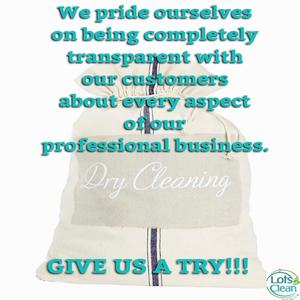 We pride ourselves
on being completely
transparent with
our customers
about every aspect
of our
professional business.
Dry Cleaning
GIVE US A TRY!!!
Lots
Clean